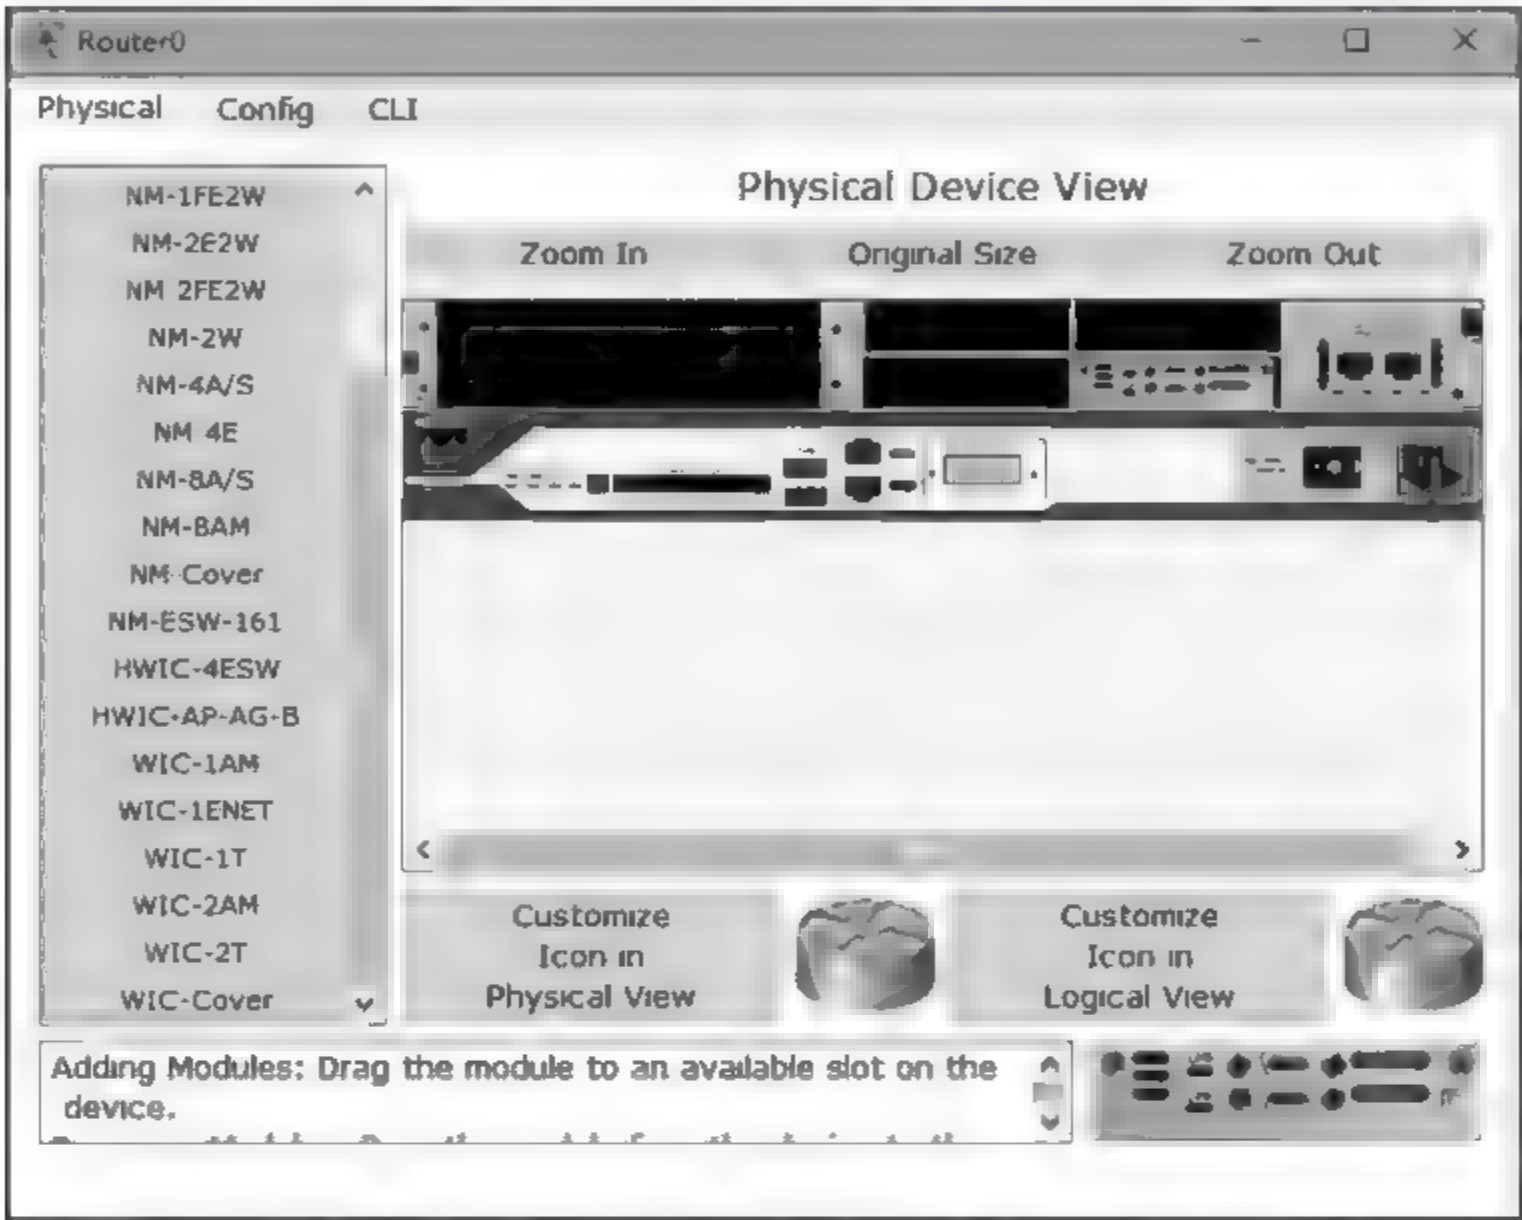 Router0
Physical Config CLI
Physical Device View
Zoom In Original Size Zoom Out
NM-1FE2W
NM-2E2W
NM 2FE2W
NM-2W
NM-4A/S
NM 4E
NM-8A/S
NM-8AM
NM-Cover
NM-ESW-161
HWIC-4ESW
HWIC-AP-AG-B
WIC-1AM
WIC-1ENET
WIC-1T
WIC-2AM
WIC-2T
WIC-Cover
Customize
Icon in
Physical View
Customize
Icon in
Logical View
Adding Modules: Drag the module to an available slot on the
device.